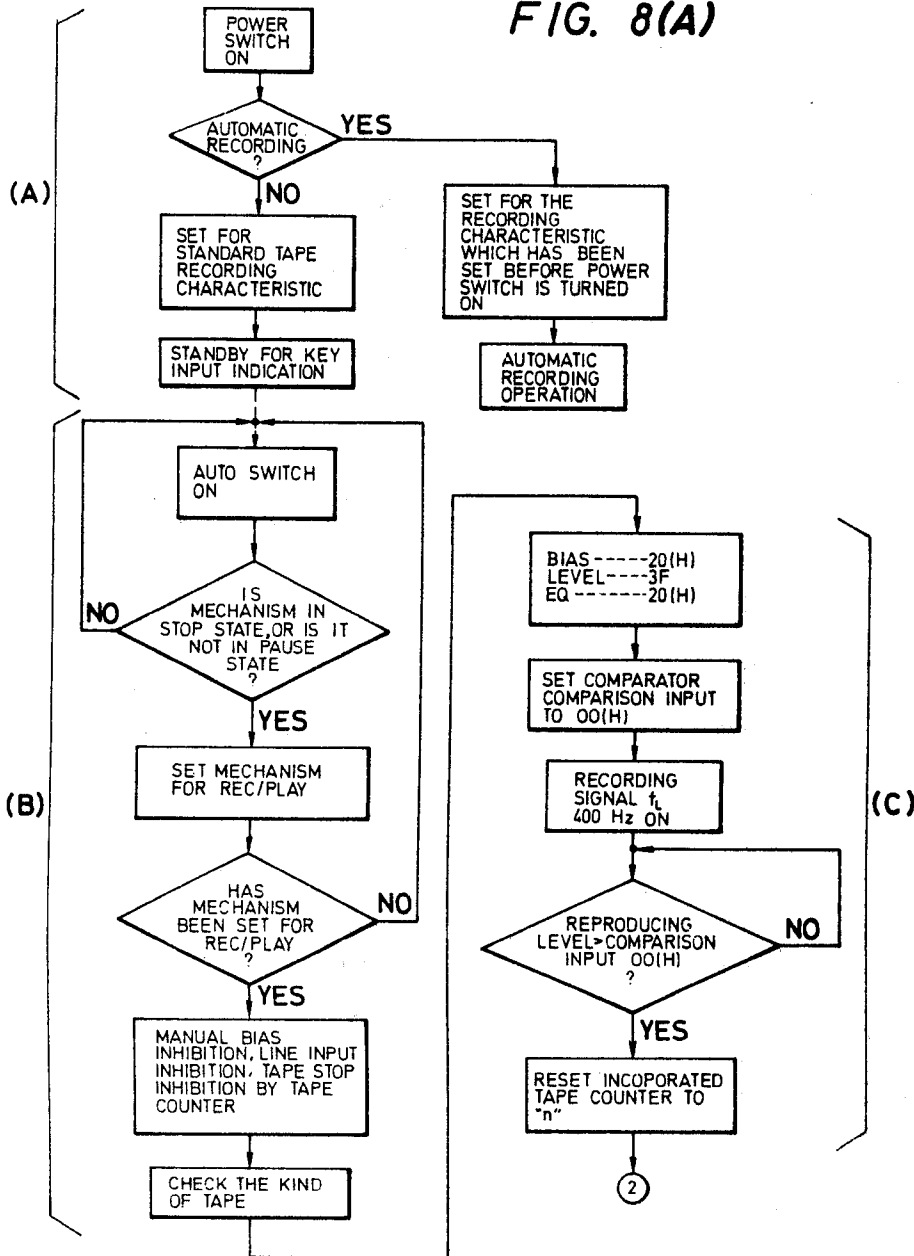 FIG. 8(A)
(A)
POWER
SWITCH
ON
AUTOMATIC
RECORDING
?
YES
NO
SET FOR
STANDARD TAPE
RECORDING
CHARACTERISTIC
STANDBY FOR KEY
INPUT INDICATION
SET FOR THE
RECORDING
CHARACTERISTIC
WHICH HAS BEEN
SET BEFORE POWER
SWITCH IS TURNED
ON
AUTOMATIC
RECORDING
OPERATION
(B)
AUTO SWITCH
ON
IS
MECHANISM IN
STOP STATE, OR IS IT
NOT IN PAUSE
STATE
?
NO
YES
SET MECHANISM
FOR REC/PLAY
HAS
MECHANISM
BEEN SET FOR
REC/PLAY
?
NO
YES
MANUAL BIAS
INHIBITION, LINE INPUT
INHIBITION, TAPE STOP
INHIBITION BY TAPE
COUNTER
CHECK THE KIND
OF TAPE
(C)
BIAS-----20(H)
LEVEL----3F
EQ-------20(H)
SET COMPARATOR
COMPARISON INPUT
TO 00(H)
RECORDING
SIGNAL fL
400 Hz ON
REPRODUCING
LEVEL>COMPARISON
INPUT 00(H)
?
NO
YES
RESET INCOPORATED
TAPE COUNTER TO
"n"
2